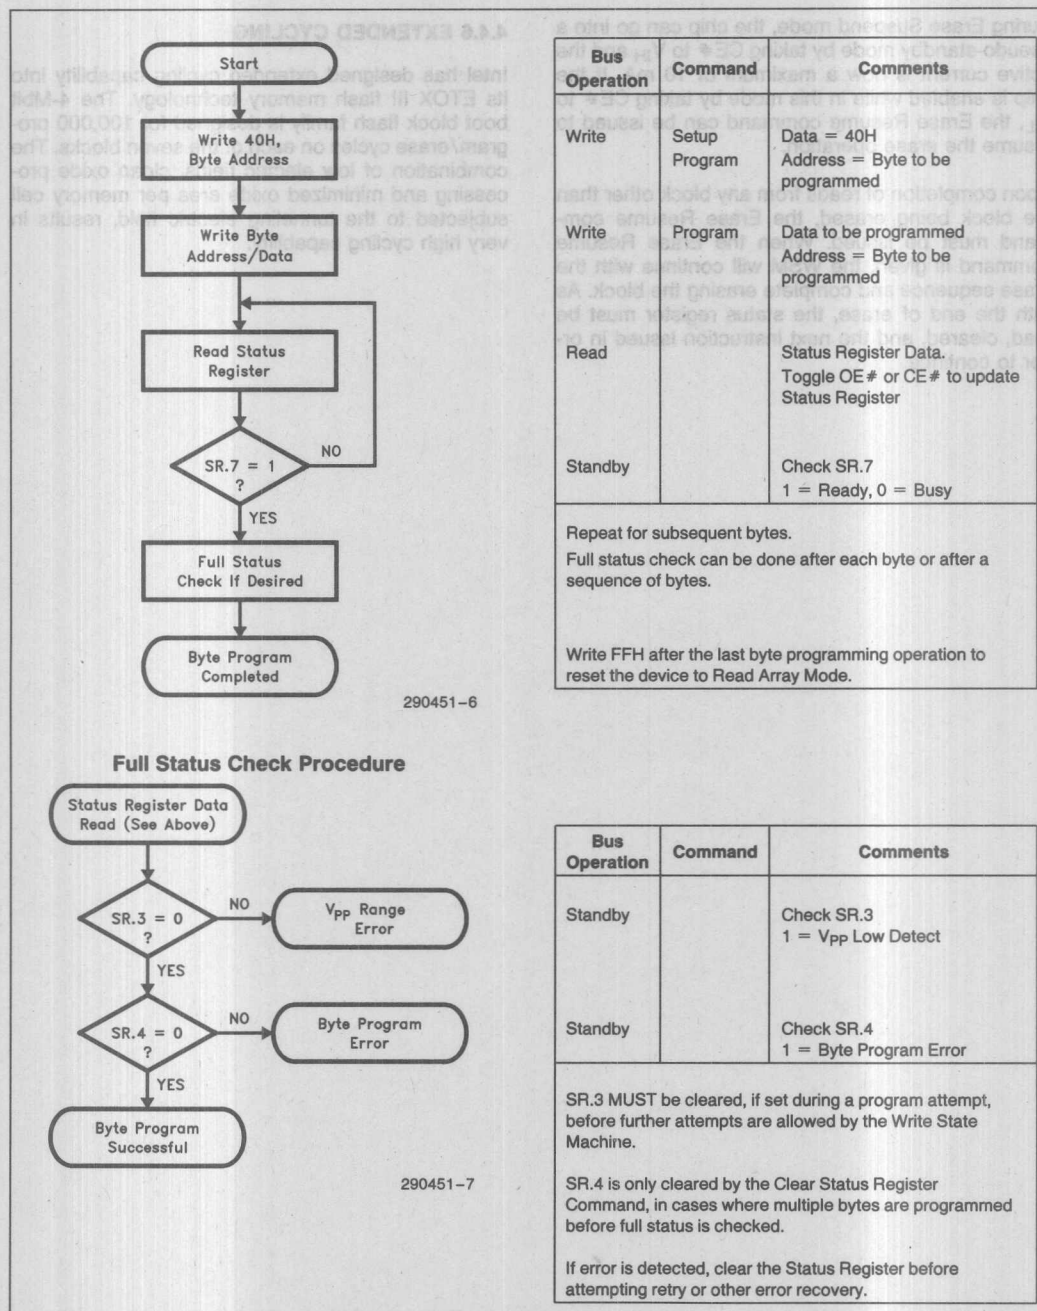 Start
Write 40H,
Byte Address
Write Byte
Address/Data
Read Status
Register
SR.7 = 1
?
NO
YES
Full Status
Check If Desired
Byte Program
Completed
290451-6
Bus
Operation
Command
Comments
Write
Setup
Program
Data = 40H
Address = Byte to be
programmed
Write
Program
Data to be programmed
Address = Byte to be
programmed
Read
Status Register Data.
Toggle OE# or CE# to update
Status Register
Standby
Check SR.7
1 = Ready, 0 = Busy
Repeat for subsequent bytes.
Full status check can be done after each byte or after a
sequence of bytes.
Write FFH after the last byte programming operation to
reset the device to Read Array Mode.
Full Status Check Procedure
Status Register Data
Read (See Above)
SR.3 = 0
?
NO
VPP Range
Error
YES
SR.4 = 0
?
NO
Byte Program
Error
YES
Byte Program
Successful
290451-7
Bus
Operation
Command
Comments
Standby
Check SR.3
1 = VPP Low Detect
Standby
Check SR.4
1 = Byte Program Error
SR.3 MUST be cleared, if set during a program attempt,
before further attempts are allowed by the Write State
Machine.
SR.4 is only cleared by the Clear Status Register
Command, in cases where multiple bytes are programmed
before full status is checked.
If error is detected, clear the Status Register before
attempting retry or other error recovery.